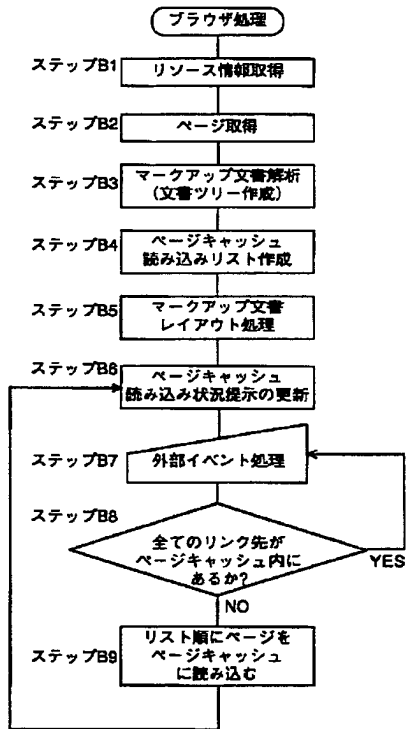 ブラウザ処理
ステップB1
リソース情報取得
ステップB2
ページ取得
ステップB3
マークアップ文書解析
(文書ツリー作成)
ステップB4
ページキャッシュ
読み込みリスト作成
ステップB5
マークアップ文書
レイアウト処理
ステップB6
ページキャッシュ
読み込み状況提示の更新
ステップB7
外部イベント処理
ステップB8
全てのリンク先が
ページキャッシュ内に
あるか?
YES
NO
ステップB9
リスト順にページを
ページキャッシュ
に読み込む